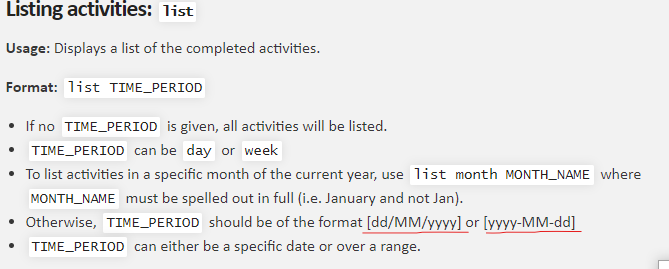 Listing activities: list
Usage: Displays a list of the completed activities.
Format: list TIME_PERIOD
• If no TIME_PERIOD is given, all activities will be listed.
• TIME_PERIOD can be day or week
• To list activities in a specific month of the current year, use list month MONTH_NAME where
MONTH_NAME must be spelled out in full (i.e. January and not Jan).
• Otherwise, TIME_PERIOD should be of the format [dd/MM/yyyy] or [yyyy-MM-dd]
• TIME_PERIOD can either be a specific date or over a range.